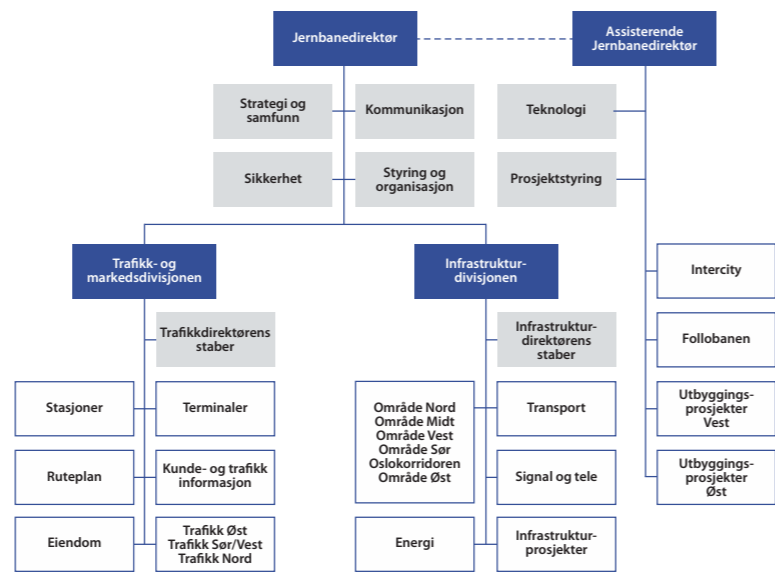 Jernbanedirektør
Assisterende
Jernbanedirektør
Strategi og
samfunn
Kommunikasjon
Teknologi
Sikkerhet
Styring og
organisasjon
Prosjektstyring
Trafikk- og
markedsdivisjonen
Infrastruktur-
divisjonen
Intercity
Trafikkdirektørens
staber
Infrastruktur-
direktørens
staber
Follobanen
Stasjoner
Terminaler
Område Nord
Område Midt
Område Vest
Område Sør
Oslokorridoren
Område Øst
Transport
Utbyggings-
prosjekter
Vest
Ruteplan
Kunde- og trafikk
informasjon
Signal og tele
Utbyggings-
prosjekter
Øst
Eiendom
Trafikk Øst
Trafikk Sør/Vest
Trafikk Nord
Energi
Infrastruktur-
prosjekter